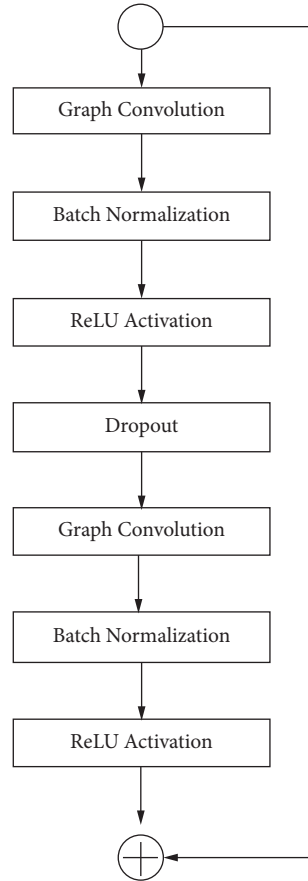 Graph Convolution
Batch Normalization
ReLU Activation
Dropout
Graph Convolution
Batch Normalization
ReLU Activation